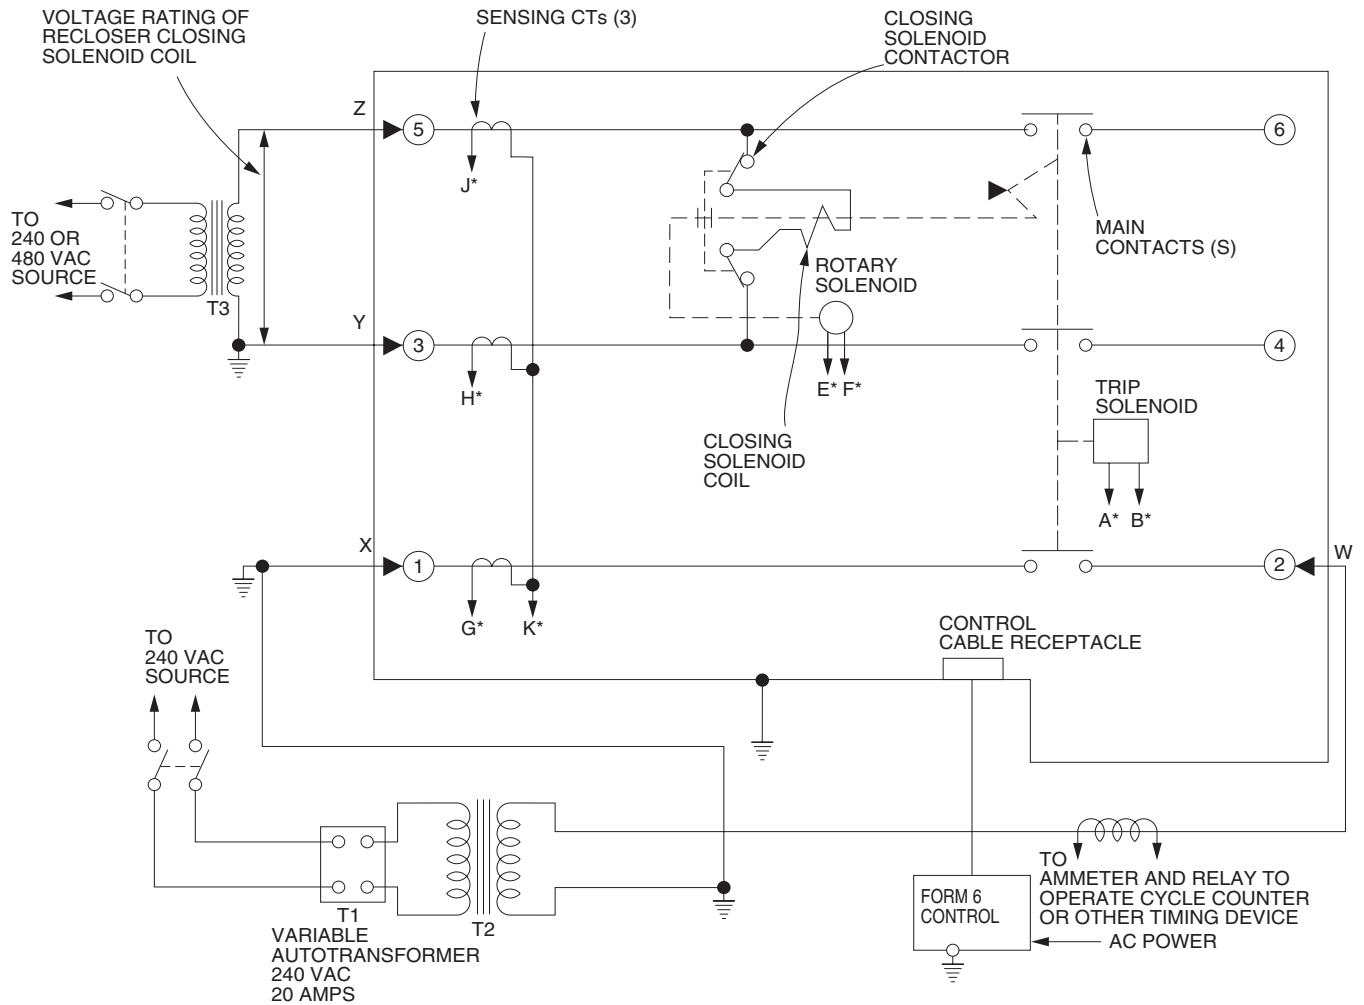 VOLTAGE RATING OF
RECLOSER CLOSING
SOLENOID COIL
SENSING CTs (3)
CLOSING
SOLENOID
CONTACTOR
Z
5
6
J*
TO
240 OR
480 VAC
SOURCE
T3
MAIN
CONTACTS (S)
ROTARY
SOLENOID
Y
3
4
H*
E* F*
TRIP
SOLENOID
CLOSING
SOLENOID
COIL
A* B*
X
1
2
W
G*
K*
CONTROL
CABLE RECEPTACLE
TO
240 VAC
SOURCE
T1
VARIABLE
AUTOTRANSFORMER
240 VAC
20 AMPS
T2
TO
AMMETER AND RELAY TO
OPERATE CYCLE COUNTER
OR OTHER TIMING DEVICE
FORM 6
CONTROL
AC POWER